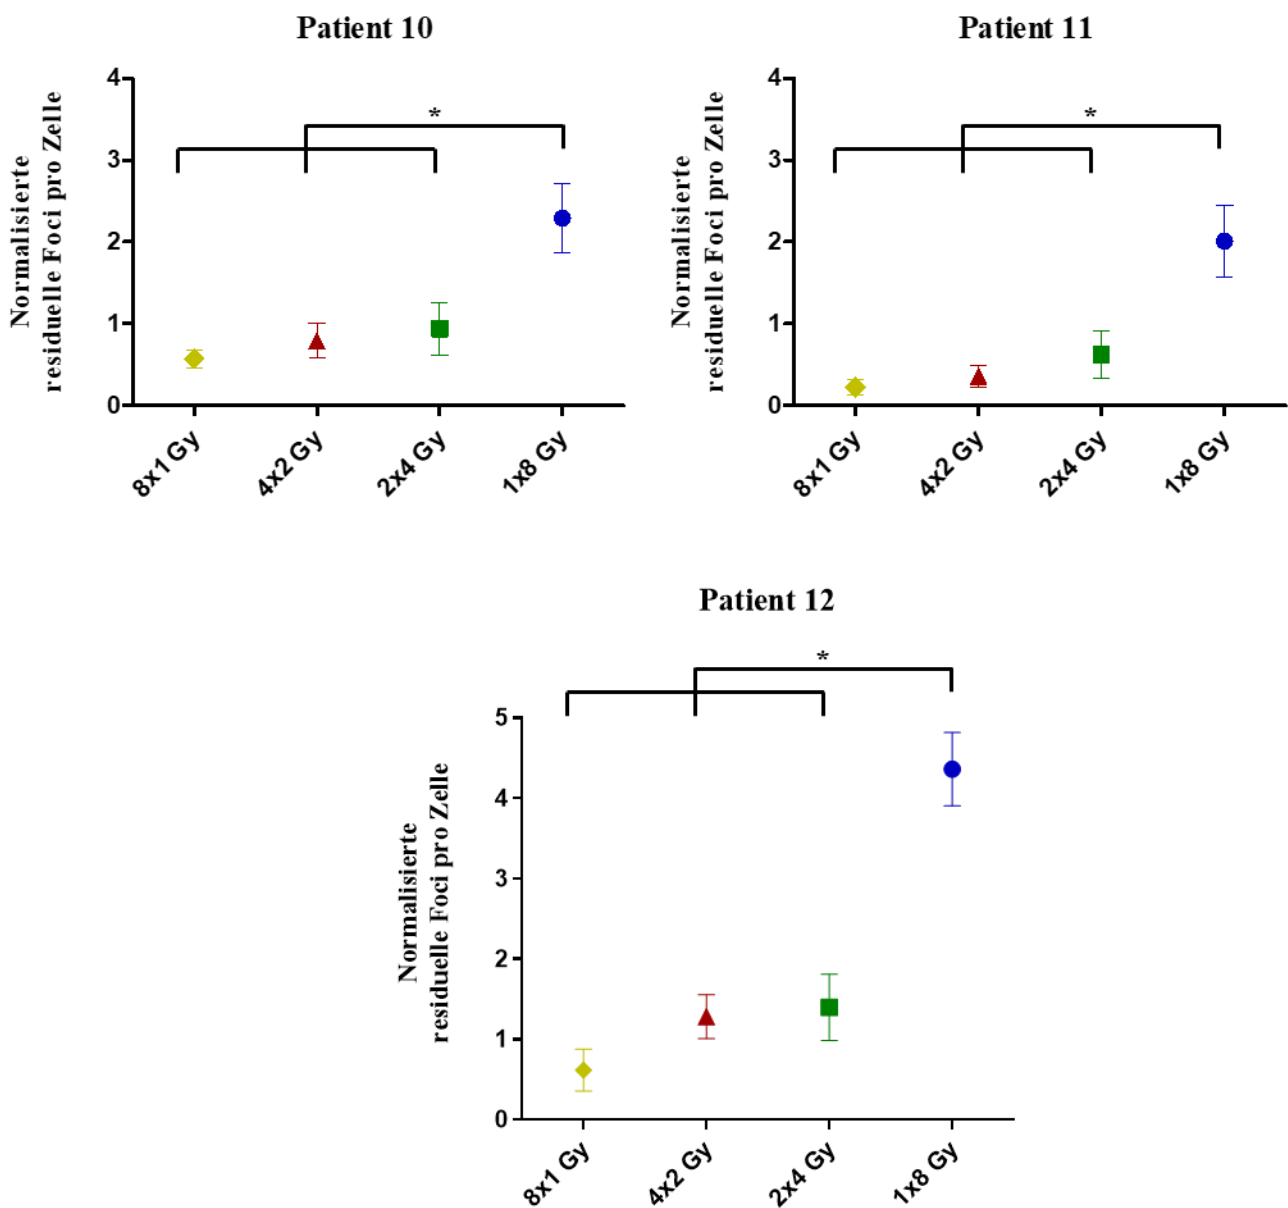 Patient 10
Normalisierte
residuelle Foci pro Zelle
4
3
2
1
0
*
8x1 Gy
4x2 Gy
2x4 Gy
1x8 Gy
Patient 11
Normalisierte
residuelle Foci pro Zelle
4
3
2
1
0
*
8x1 Gy
4x2 Gy
2x4 Gy
1x8 Gy
Patient 12
Normalisierte
residuelle Foci pro Zelle
*
5
4
3
2
1
0
8x1 Gy
4x2 Gy
2x4 Gy
1x8 Gy